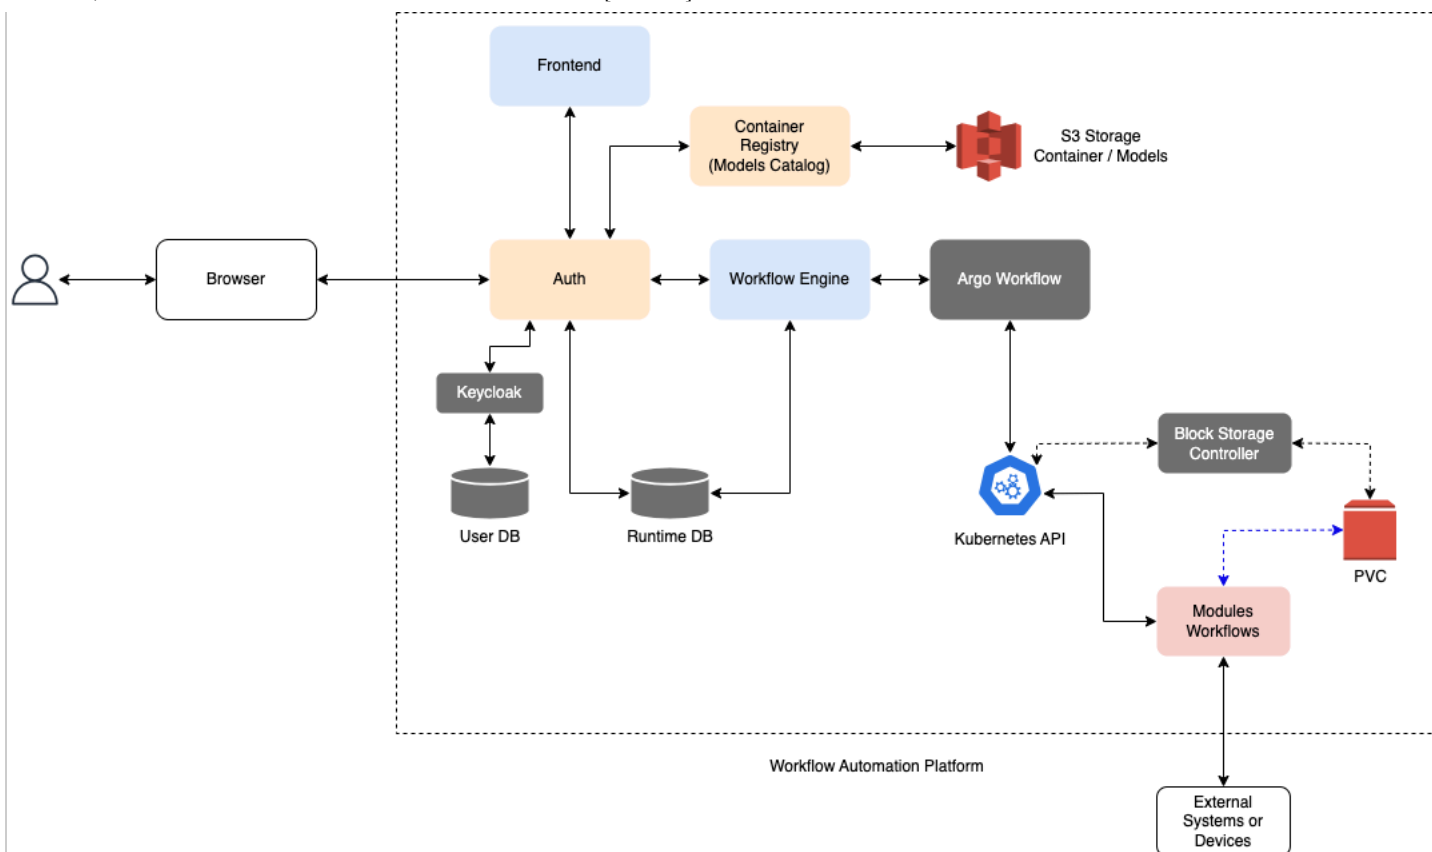 Frontend
Container
Registry
(Models Catalog)
S3 Storage
Container / Models
Browser
Auth
Workflow Engine
Argo Workflow
Keycloak
Block Storage
Controller
User DB
Runtime DB
Kubernetes API
PVC
Modules
Workflows
Workflow Automation Platform
External
Systems or
Devices